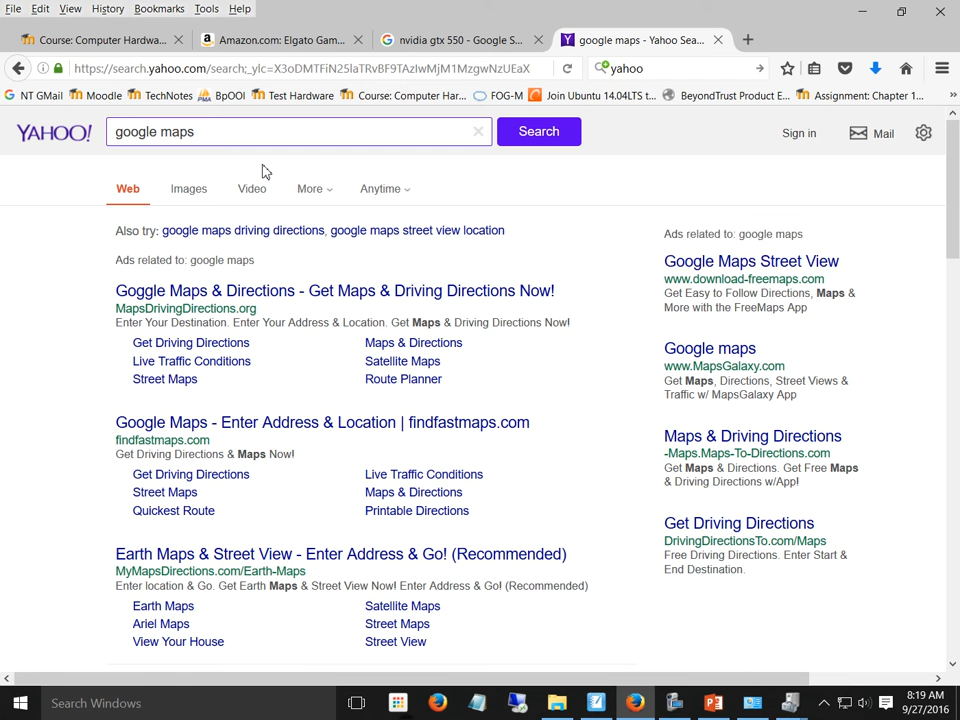 File Edit View History Bookmarks Tools Help
Course: Computer Hardwa...
Amazon.com: Elgato Gam...
nvidia gtx 550 - Google S...
google maps - Yahoo Sea...
https://search.yahoo.com/search;_ylc=X3oDMTFiN25laTRvBF9TAzIwMjM1MzgwNzUEaX
yahoo
NT GMail Moodle TechNotes BpOOl Test Hardware Course: Computer Har... FOG-M Join Ubuntu 14.04LTS t... BeyondTrust Product E... Assignment: Chapter 1... »
YAHOO! google maps Search Sign in Mail
Web Images Video More Anytime
Also try: google maps driving directions, google maps street view location
Ads related to: google maps
Goggle Maps & Directions - Get Maps & Driving Directions Now!
MapsDrivingDirections.org
Enter Your Destination. Enter Your Address & Location. Get Maps & Driving Directions Now!
Get Driving Directions Maps & Directions
Live Traffic Conditions Satellite Maps
Street Maps Route Planner
Google Maps - Enter Address & Location | findfastmaps.com
findfastmaps.com
Get Driving Directions & Maps Now!
Get Driving Directions Live Traffic Conditions
Street Maps Maps & Directions
Quickest Route Printable Directions
Earth Maps & Street View - Enter Address & Go! (Recommended)
MyMapsDirections.com/Earth-Maps
Enter location & Go. Get Earth Maps & Street View Now! Enter Address & Go! (Recommended)
Earth Maps Satellite Maps
Ariel Maps Street Maps
View Your House Street View
Ads related to: google maps
Google Maps Street View
www.download-freemaps.com
Get Easy to Follow Directions, Maps &
More with the FreeMaps App
Google maps
www.MapsGalaxy.com
Get Maps, Directions, Street Views &
Traffic w/ MapsGalaxy App
Maps & Driving Directions
-Maps.Maps-To-Directions.com
Get Maps & Directions. Get Free Maps
& Driving Directions w/App!
Get Driving Directions
DrivingDirectionsTo.com/Maps
Free Driving Directions. Enter Start &
End Destination.
Search Windows
8:19 AM
9/27/2016